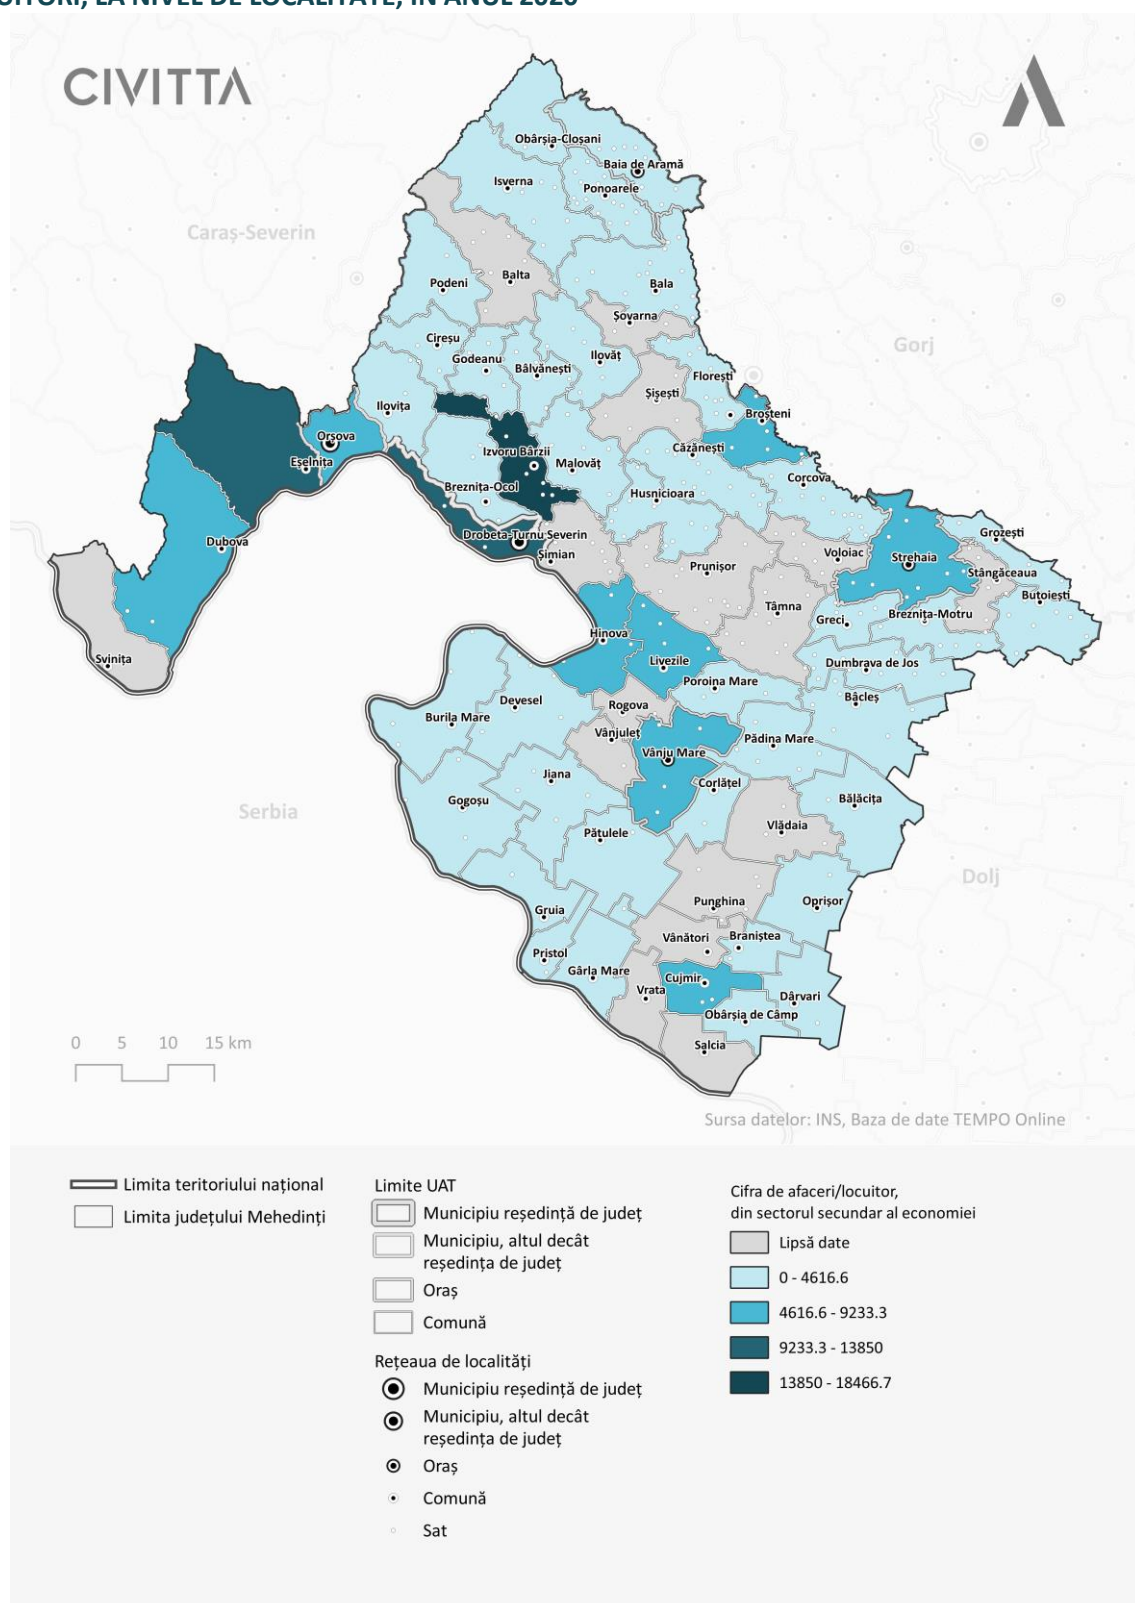 CIVITTA
Obârșia-Cloșani
Baia de Aramă
Isverna
Ponoarele
Caraș-Severin
Balta
Podeni
Bala
Șovarna
Gorj
Cireșu
Godeanu
Ilovăț
Bâlvănești
Florești
Șișești
Ilovița
Broșteni
Orșova
Izvoru Bârzii
Căzănești
Eșelnița
Malovăț
Corcova
Breznița-Ocol
Husnicioara
Drobeta-Turnu Severin
Grozești
Dubova
Șimian
Voloiac
Strehaia
Prunișor
Stângăceaua
Butoiești
Tâmna
Breznița-Motru
Greci
Hinova
Svinița
Livezile
Dumbrava de Jos
Poroina Mare
Bâcleș
Devesel
Rogova
Burila Mare
Vânjuleț
Pădina Mare
Vânju Mare
Jiana
Corlățel
Gogoșu
Bălăcița
Serbia
Vlădaia
Pătulele
Dolj
Punghina
Oprișor
Gruia
Vânători
Braniștea
Pristol
Gârla Mare
Cujmir
Vrata
Dârvari
Obârșia de Câmp
Salcia
0 5 10 15 km
Sursa datelor: INS, Baza de date TEMPO Online
Limita teritoriului național
Limita județului Mehedinți
Limite UAT
Municipiu reședință de județ
Municipiu, altul decât
reședința de județ
Oraș
Comună
Rețeaua de localități
Municipiu reședință de județ
Municipiu, altul decât
reședința de județ
Oraș
Comună
Sat
Cifra de afaceri/locuitor,
din sectorul secundar al economiei
Lipsă date
0 - 4616.6
4616.6 - 9233.3
9233.3 - 13850
13850 - 18466.7